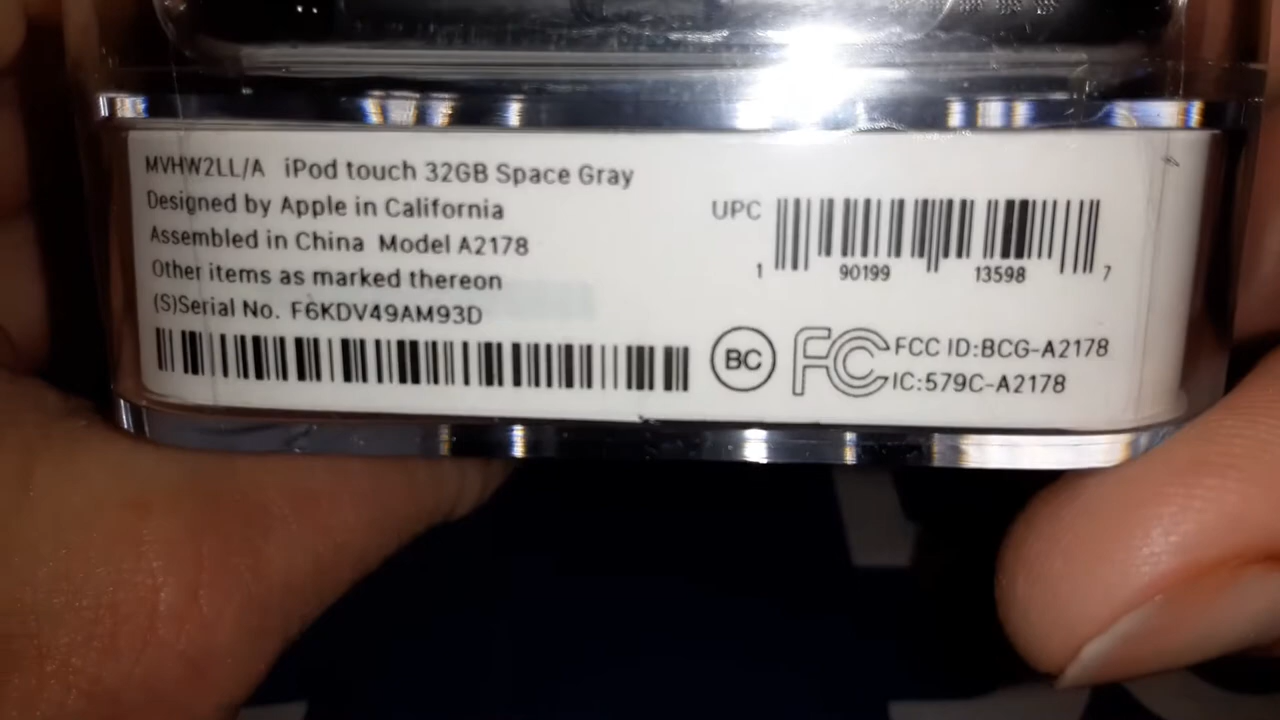 MVHW2LL/A iPod touch 32GB Space Gray
Designed by Apple in California
Assembled in China Model A2178
Other items as marked thereon
(S)Serial No. F6KDV49AM93D
UPC
1 90199 13598 7
BC
FC FCC ID:BCG-A2178
IC:579C-A2178